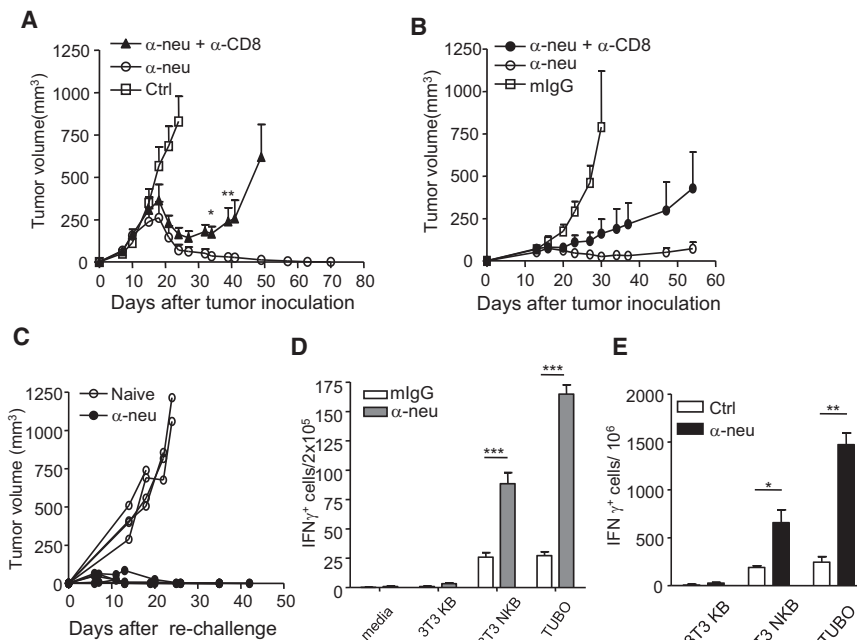 A
α-neu + α-CD8
α-neu
Ctrl
Tumor volume(mm3)
1250
1000
750
500
250
0
*
**
0 10 20 30 40 50 60 70 80
Days after tumor inoculation
B
α-neu + α-CD8
α-neu
mIgG
Tumor volume(mm3)
1250
1000
750
500
250
0
0 10 20 30 40 50 60
Days after tumor inoculation
C
Naive
α-neu
Tumor volume (mm3)
1250
1000
750
500
250
0
0 10 20 30 40 50
Days after re-challenge
D
mIgG
α-neu
IFNγ+ cells/2x10^5
175
150
125
100
75
50
25
0
***
***
media
3T3 KB
3T3 NKB
TUBO
E
Ctrl
α-neu
IFN γ+ cells/ 10^6
2000
1500
1000
500
0
*
**
3T3 KB
3T3 NKB
TUBO